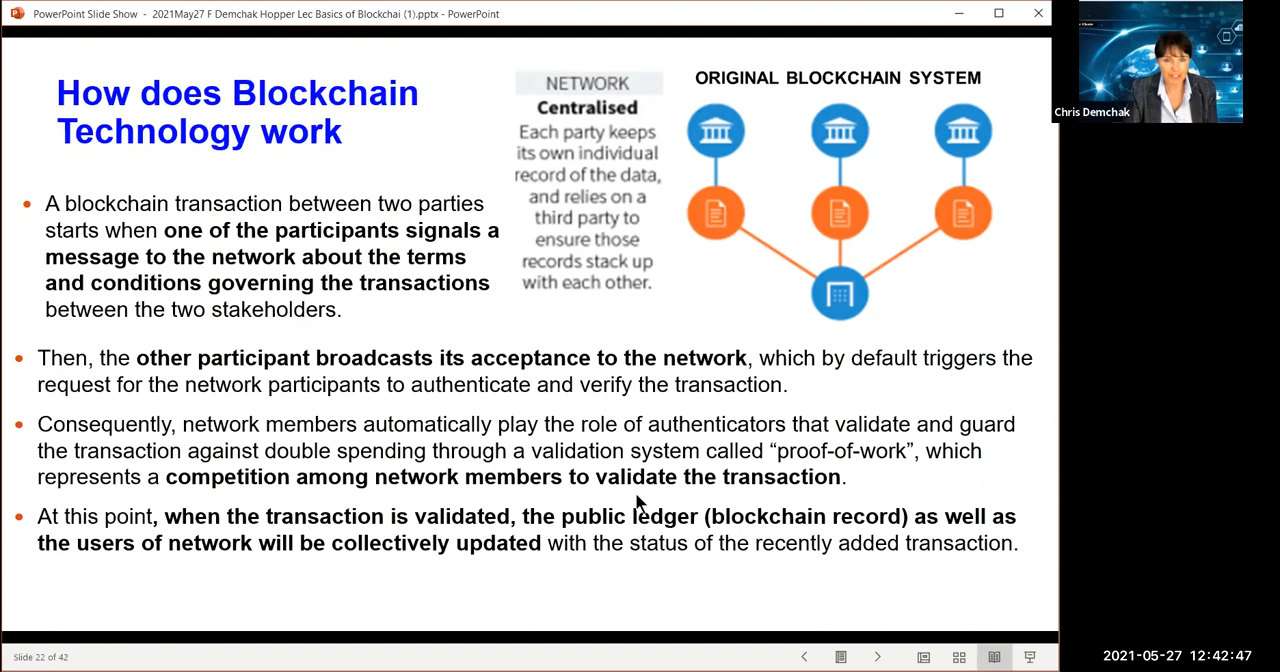 PowerPoint Slide Show - 2021May27 F Demchak Hopper Lec Basics of Blockchai (1).pptx - PowerPoint
How does Blockchain
Technology work
NETWORK
Centralised
Each party keeps
its own individual
record of the data,
and relies on a
third party to
ensure those
records stack up
with each other.
ORIGINAL BLOCKCHAIN SYSTEM
Chris Demchak
• A blockchain transaction between two parties
starts when one of the participants signals a
message to the network about the terms
and conditions governing the transactions
between the two stakeholders.
• Then, the other participant broadcasts its acceptance to the network, which by default triggers the
request for the network participants to authenticate and verify the transaction.
• Consequently, network members automatically play the role of authenticators that validate and guard
the transaction against double spending through a validation system called “proof-of-work”, which
represents a competition among network members to validate the transaction.
• At this point, when the transaction is validated, the public ledger (blockchain record) as well as
the users of network will be collectively updated with the status of the recently added transaction.
Slide 22 of 42
2021-05-27 12:42:47